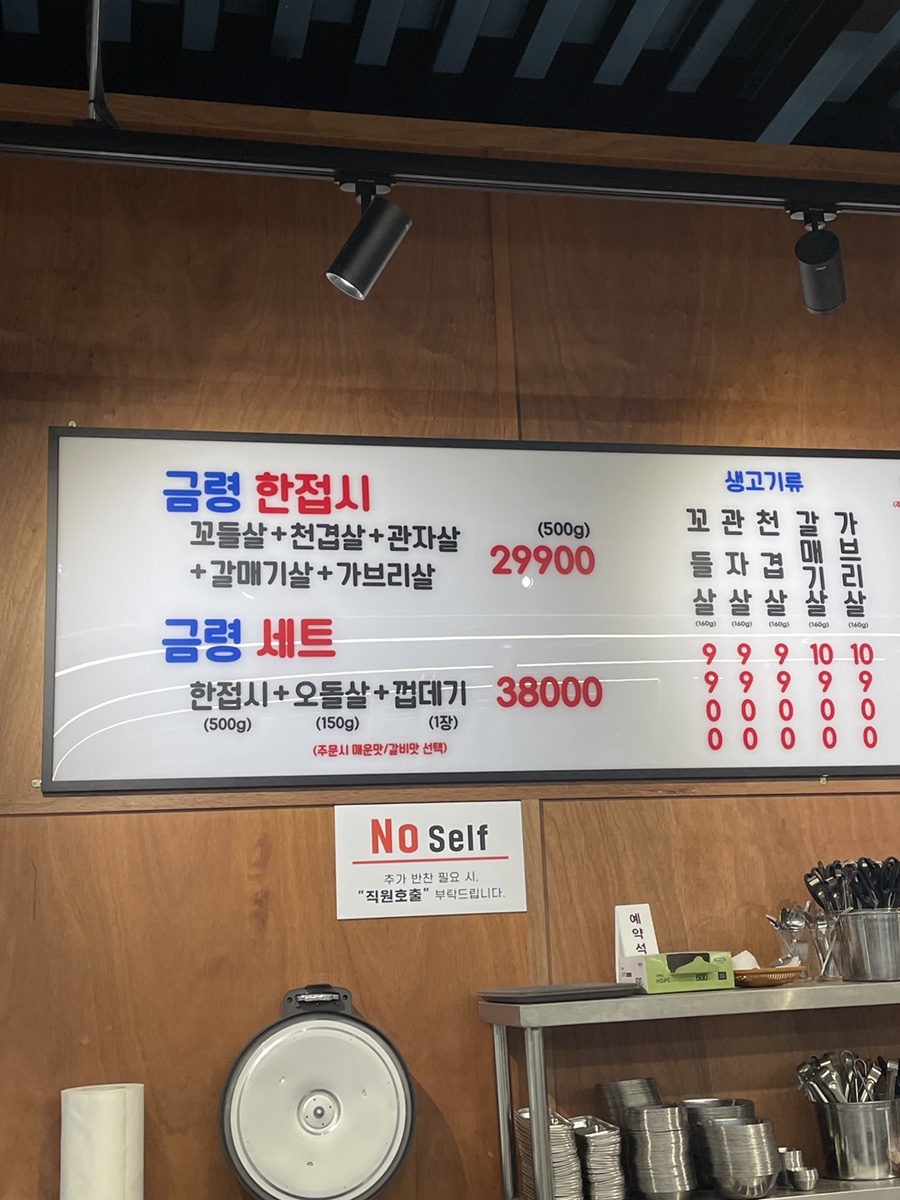 금령 한접시
꼬들살+천겹살+관자살
+갈매기살+가브리살
(500g)
29900
금령 세트
한접시+오돌살+껍데기
(500g) (150g) (1장)
38000
(주문시 매운맛/갈비맛 선택)
생고기류
꼬들살 (160g) 9900
관자살 (160g) 9900
천겹살 (160g) 9900
갈매기살 (160g) 10900
가브리살 (160g) 10900
No Self
추가 반찬 필요 시,
"직원호출" 부탁드립니다.
예약석